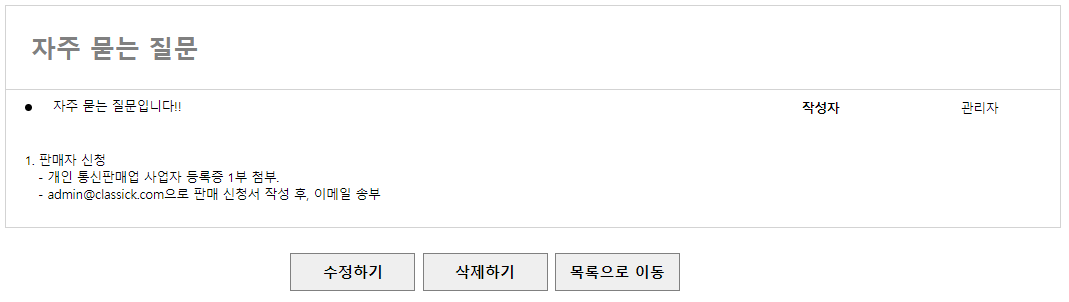 자주 묻는 질문
● 자주 묻는 질문입니다!! 작성자 관리자
1. 판매자 신청
- 개인 통신판매업 사업자 등록증 1부 첨부.
- admin@classick.com으로 판매 신청서 작성 후, 이메일 송부
수정하기 삭제하기 목록으로 이동